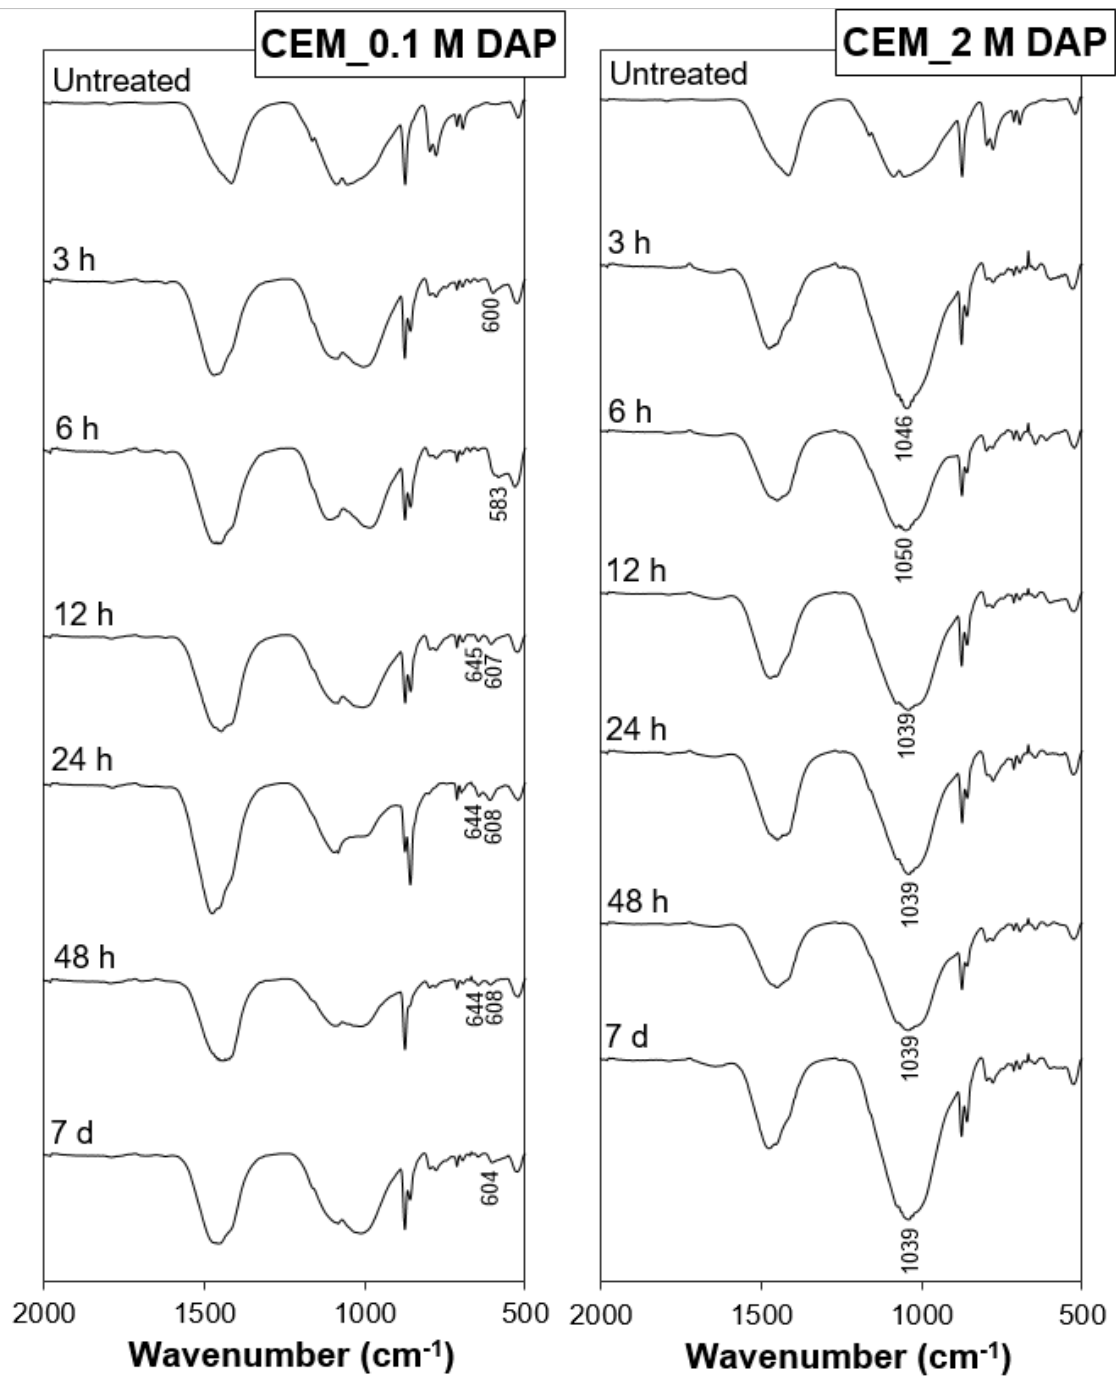 CEM_0.1 M DAP
Untreated
3 h
600
6 h
583
12 h
645
607
24 h
644
608
48 h
644
608
7 d
604
2000 1500 1000 500
Wavenumber (cm⁻¹)
CEM_2 M DAP
Untreated
3 h
1046
6 h
1050
12 h
1039
24 h
1039
48 h
1039
7 d
1039
2000 1500 1000 500
Wavenumber (cm⁻¹)